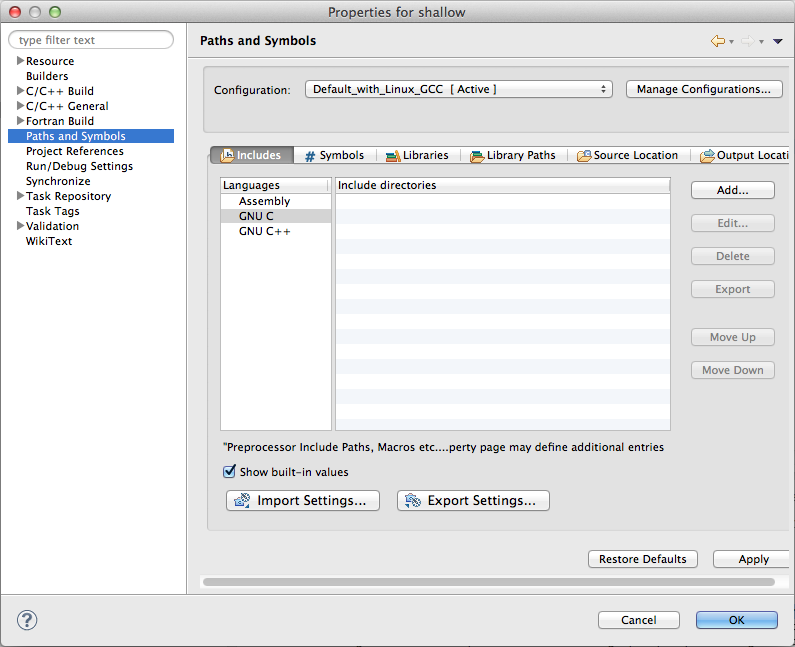 Properties for shallow
type filter text
Resource
Builders
C/C++ Build
C/C++ General
Fortran Build
Paths and Symbols
Project References
Run/Debug Settings
Synchronize
Task Repository
Task Tags
Validation
WikiText
Paths and Symbols
Configuration: Default_with_Linux_GCC [ Active ] Manage Configurations...
Includes # Symbols Libraries Library Paths Source Location Output Locati
Languages Include directories
Assembly
GNU C
GNU C++
Add...
Edit...
Delete
Export
Move Up
Move Down
"Preprocessor Include Paths, Macros etc....perty page may define additional entries
Show built-in values
Import Settings... Export Settings...
Restore Defaults Apply
? Cancel OK